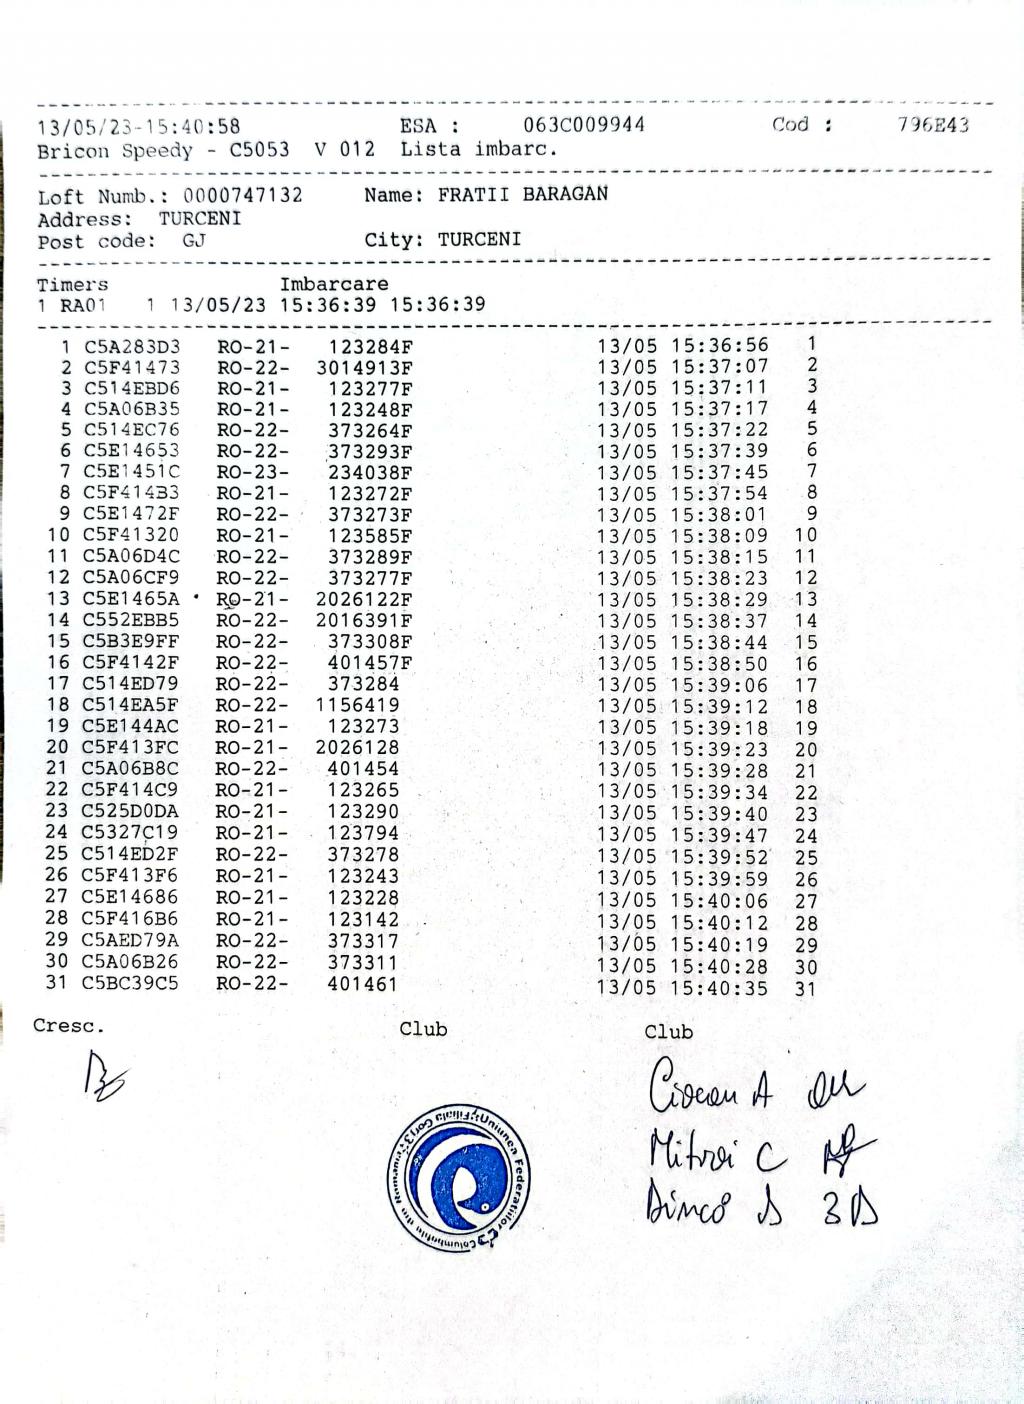 13/05/23-15:40:58 ESA : 063C009944 Cod : 796E43
Bricon Speedy - C5053 V 012 Lista imbarc.
Loft Numb.: 0000747132 Name: FRATII BARAGAN
Address: TURCENI
Post code: GJ City: TURCENI
Timers Imbarcare
1 RA01 1 13/05/23 15:36:39 15:36:39
1 C5A283D3 RO-21- 123284F 13/05 15:36:56 1
2 C5F41473 RO-22- 3014913F 13/05 15:37:07 2
3 C514EBD6 RO-21- 123277F 13/05 15:37:11 3
4 C5A06B35 RO-21- 123248F 13/05 15:37:17 4
5 C514EC76 RO-22- 373264F 13/05 15:37:22 5
6 C5E14653 RO-22- 373293F 13/05 15:37:39 6
7 C5E1451C RO-23- 234038F 13/05 15:37:45 7
8 C5F414B3 RO-21- 123272F 13/05 15:37:54 8
9 C5E1472F RO-22- 373273F 13/05 15:38:01 9
10 C5F41320 RO-21- 123585F 13/05 15:38:09 10
11 C5A06D4C RO-22- 373289F 13/05 15:38:15 11
12 C5A06CF9 RO-22- 373277F 13/05 15:38:23 12
13 C5E1465A RO-21- 2026122F 13/05 15:38:29 13
14 C552EBB5 RO-22- 2016391F 13/05 15:38:37 14
15 C5B3E9FF RO-22- 373308F 13/05 15:38:44 15
16 C5F4142F RO-22- 401457F 13/05 15:38:50 16
17 C514ED79 RO-22- 373284 13/05 15:39:06 17
18 C514EA5F RO-22- 1156419 13/05 15:39:12 18
19 C5E144AC RO-21- 123273 13/05 15:39:18 19
20 C5F413FC RO-21- 2026128 13/05 15:39:23 20
21 C5A06B8C RO-22- 401454 13/05 15:39:28 21
22 C5F414C9 RO-21- 123265 13/05 15:39:34 22
23 C525D0DA RO-21- 123290 13/05 15:39:40 23
24 C5327C19 RO-21- 123794 13/05 15:39:47 24
25 C514ED2F RO-22- 373278 13/05 15:39:52 25
26 C5F413F6 RO-21- 123243 13/05 15:39:59 26
27 C5E14686 RO-21- 123228 13/05 15:40:06 27
28 C5F416B6 RO-21- 123142 13/05 15:40:12 28
29 C5AED79A RO-22- 373317 13/05 15:40:19 29
30 C5A06B26 RO-22- 373311 13/05 15:40:28 30
31 C5BC39C5 RO-22- 401461 13/05 15:40:35 31
Cresc. Club Club
A
Mitroi C
Uniunea Federatiilor Columbofile din Romania
Filiala Gorj